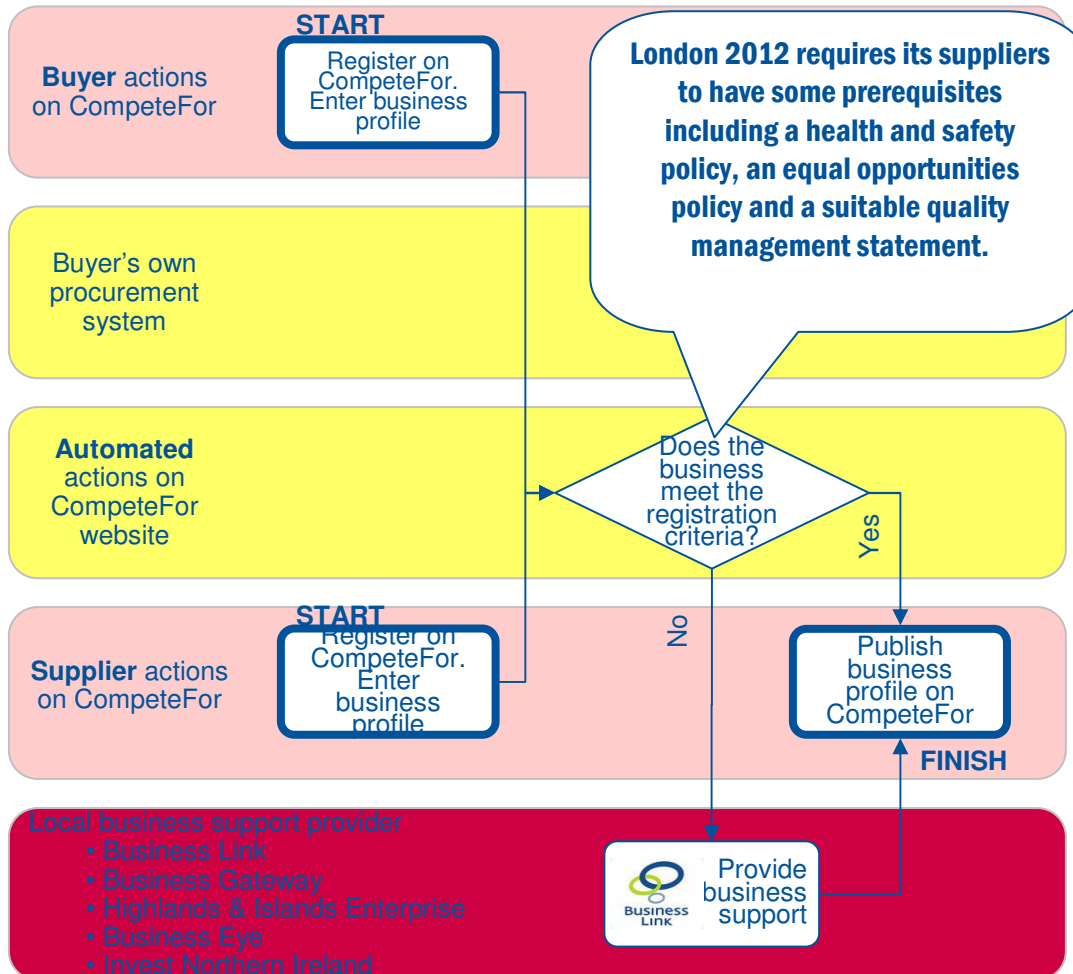 START
Buyer actions
on CompeteFor
Register on
CompeteFor.
Enter business
profile
London 2012 requires its suppliers
to have some prerequisites
including a health and safety
policy, an equal opportunities
policy and a suitable quality
management statement.
Buyer’s own
procurement
system
Automated
actions on
CompeteFor
website
Does the
business
meet the
registration
criteria?
Yes
No
START
Supplier actions
on CompeteFor
Register on
CompeteFor.
Enter
business
profile
Publish
business
profile on
CompeteFor
FINISH
Local business support provider
• Business Link
• Business Gateway
• Highlands & Islands Enterprise
• Business Eye
• Invest Northern Ireland
Business
Link
Provide
business
support